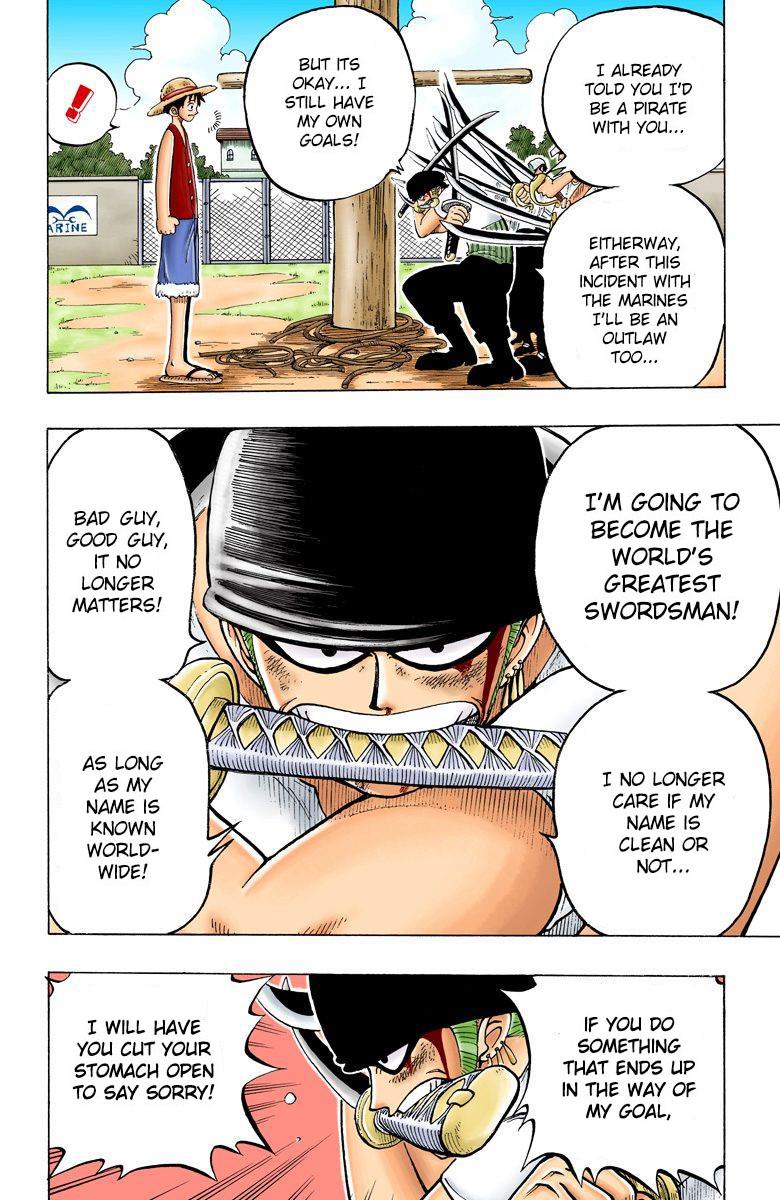 I ALREADY
TOLD YOU I'D
BE A PIRATE
WITH YOU...
EITHERWAY,
AFTER THIS
INCIDENT WITH
THE MARINES
I'LL BE AN
OUTLAW
TOO...
BUT ITS
OKAY... I
STILL HAVE
MY OWN
GOALS!
!
ARINE
I'M GOING TO
BECOME THE
WORLD'S
GREATEST
SWORDSMAN!
I NO LONGER
CARE IF MY
NAME IS
CLEAN OR
NOT...
BAD GUY,
GOOD GUY,
IT NO
LONGER
MATTERS!
AS LONG
AS MY
NAME IS
KNOWN
WORLD-
WIDE!
IF YOU DO
SOMETHING
THAT ENDS UP
IN THE WAY OF
MY GOAL,
I WILL HAVE
YOU CUT YOUR
STOMACH OPEN
TO SAY SORRY!